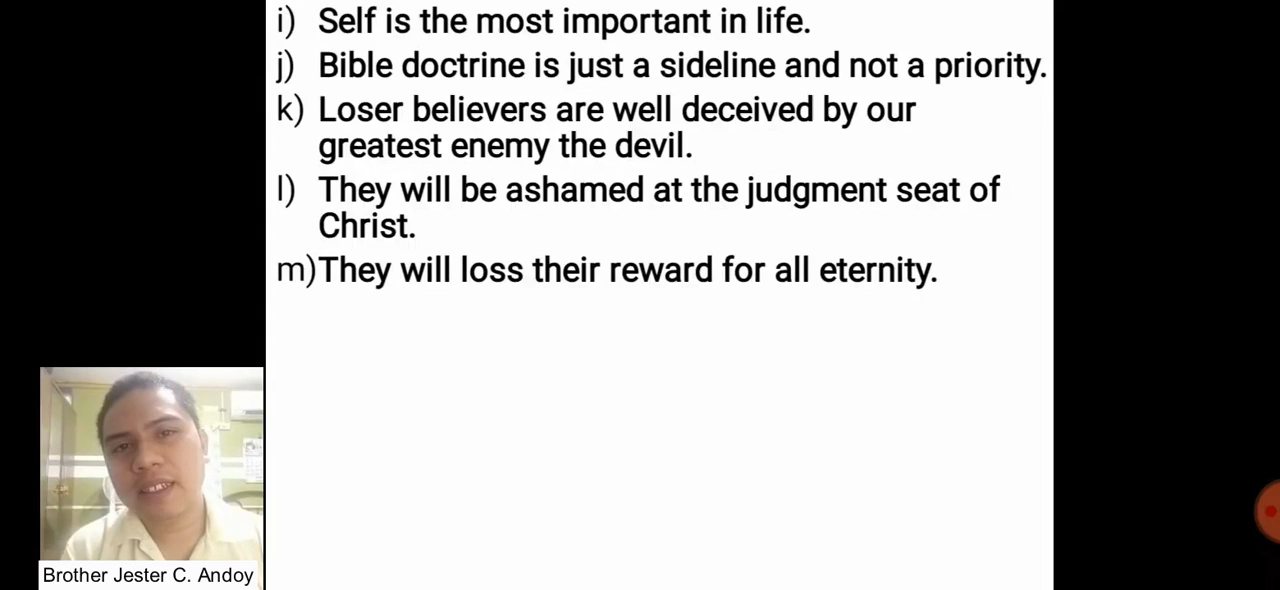 i) Self is the most important in life.
j) Bible doctrine is just a sideline and not a priority.
k) Loser believers are well deceived by our
greatest enemy the devil.
l) They will be ashamed at the judgment seat of
Christ.
m)They will loss their reward for all eternity.
Brother Jester C. Andoy